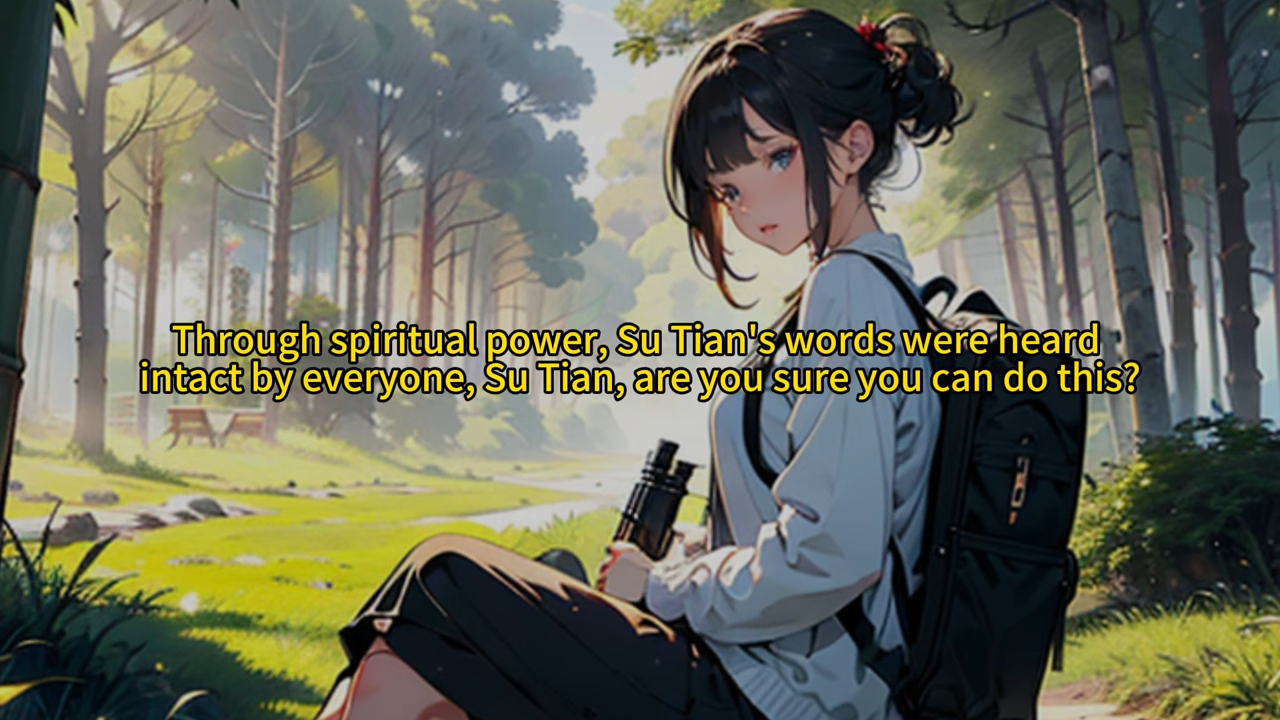 Through spiritual power, Su Tian's words were heard
intact by everyone, Su Tian, are you sure you can do this?